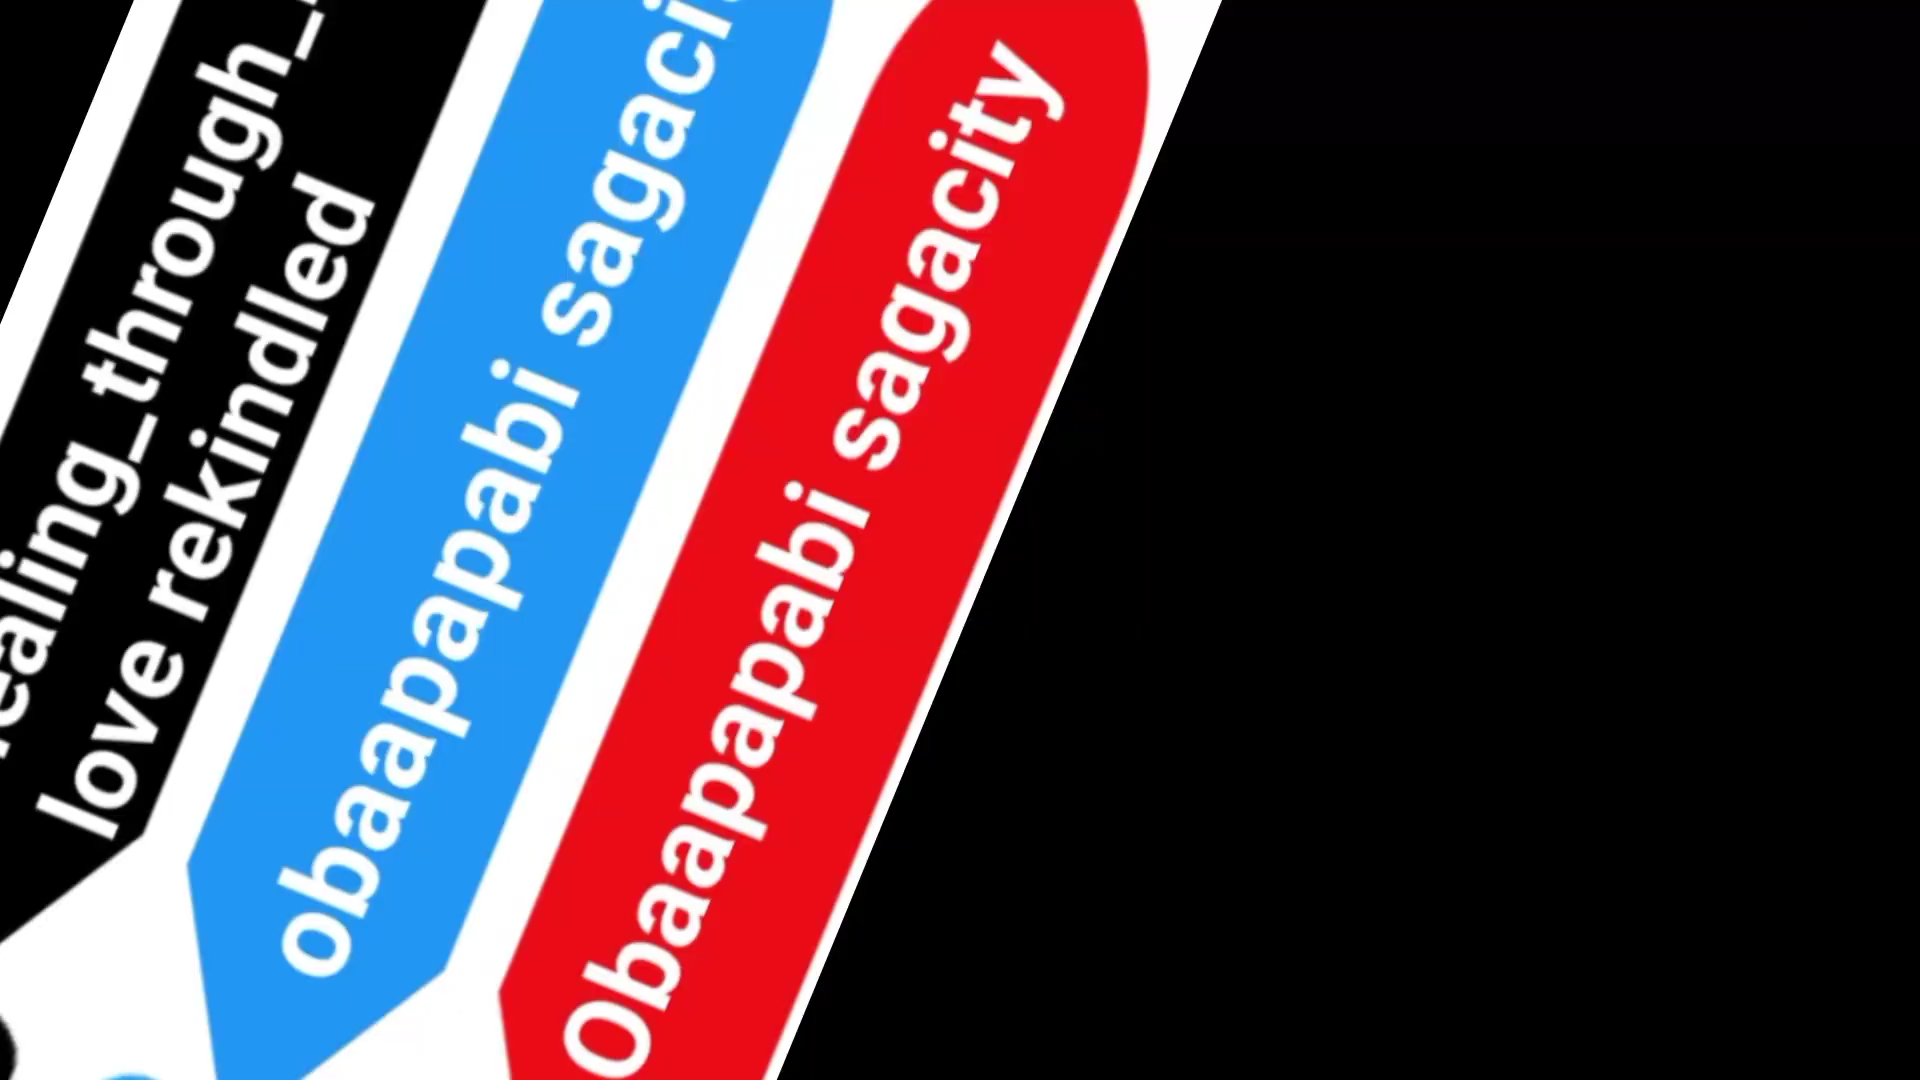 ealing_through_
love rekindled
obaapapabi sagaci
Obaapapabi sagacity